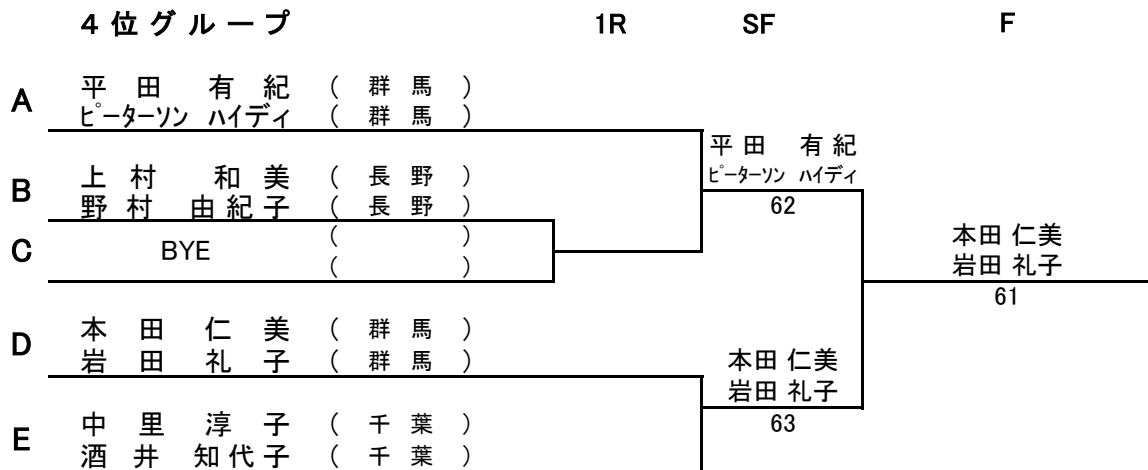 4位グループ 1R SF F
A 平田 有紀 ( 群馬 )
ピーターソン ハイディ ( 群馬 )
平田 有紀
ピーターソン ハイディ
62
B 上村 和美 ( 長野 )
野村 由紀子 ( 長野 )
C BYE ( )
( )
本田 仁美
岩田 礼子
61
D 本田 仁美 ( 群馬 )
岩田 礼子 ( 群馬 )
本田 仁美
岩田 礼子
63
E 中里 淳子 ( 千葉 )
酒井 知代子 ( 千葉 )